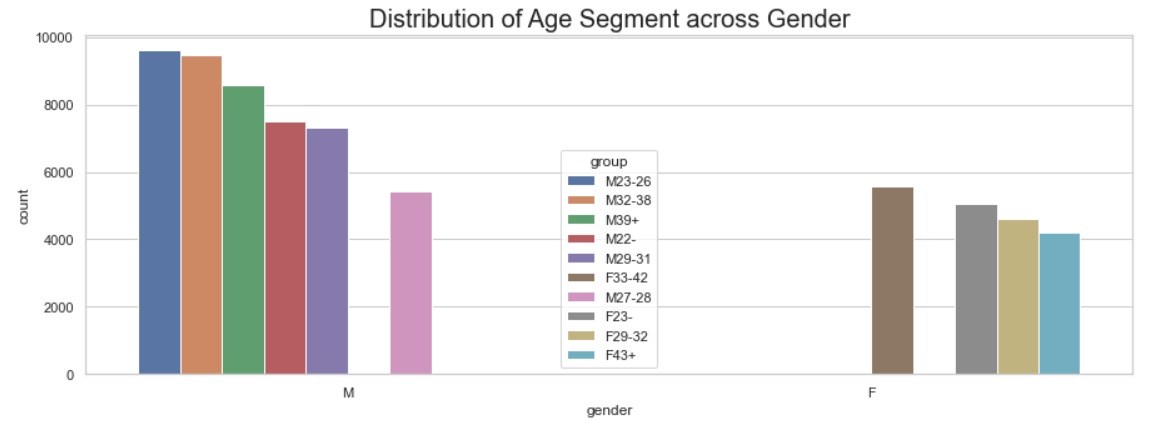 Distribution of Age Segment across Gender
10000
8000
6000
4000
2000
0
count
group
M23-26
M32-38
M39+
M22-
M29-31
F33-42
M27-28
F23-
F29-32
F43+
M
F
gender